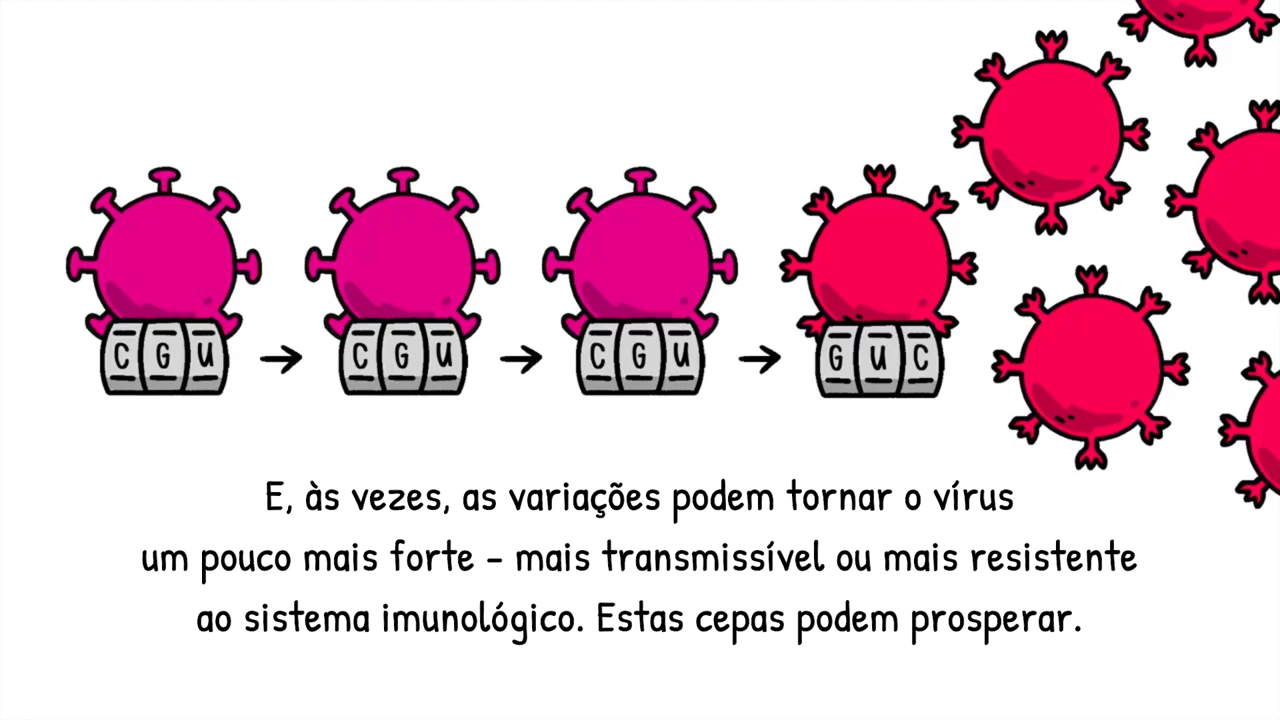 C G U → C G U → C G U → G U C
E, às vezes, as variações podem tornar o vírus
um pouco mais forte – mais transmissível ou mais resistente
ao sistema imunológico. Estas cepas podem prosperar.